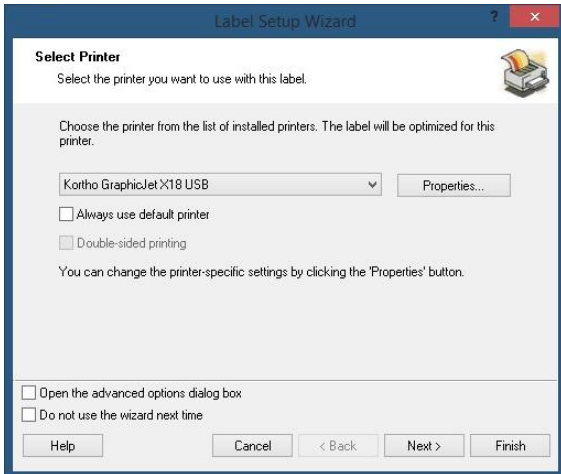 Label Setup Wizard
?
Select Printer
Select the printer you want to use with this label.
Choose the printer from the list of installed printers. The label will be optimized for this
printer.
Kortho GraphicJet X18 USB
Properties...
Always use default printer
Double-sided printing
You can change the printer-specific settings by clicking the 'Properties' button.
Open the advanced options dialog box
Do not use the wizard next time
Help Cancel < Back Next > Finish